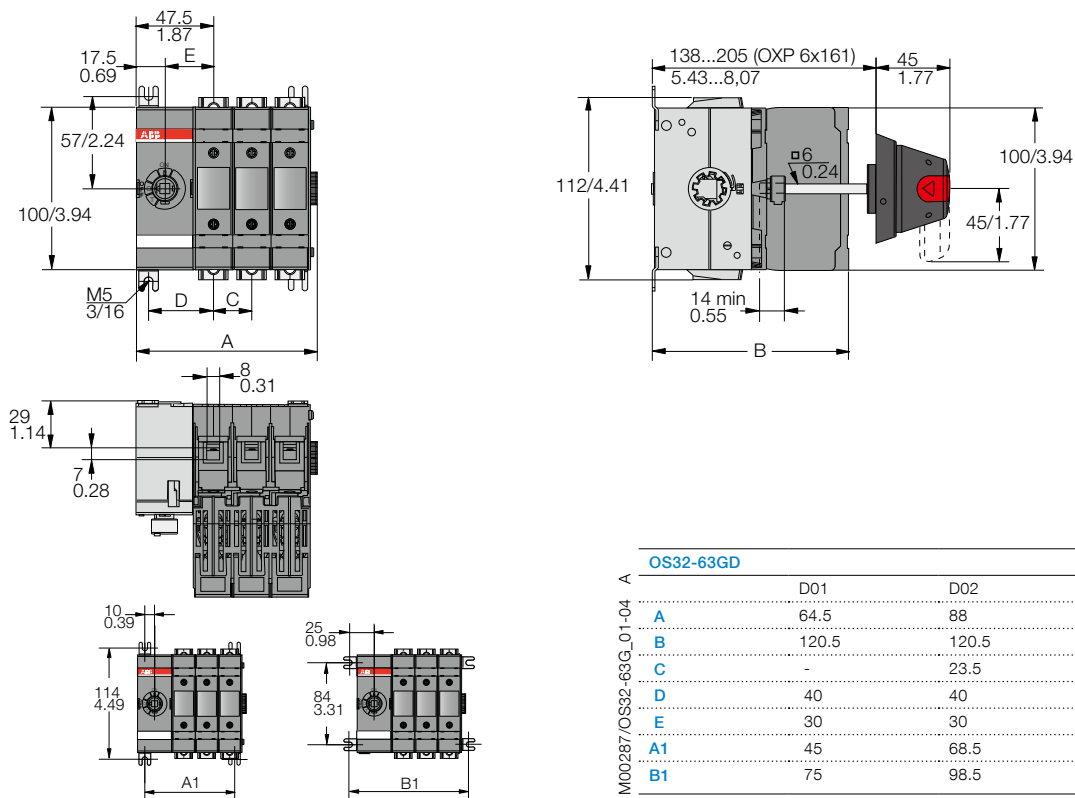 47.5
1.87
17.5
0.69
E
57/2.24
100/3.94
ABB
ON
M5
3/16
D
C
A
138...205 (OXP 6x161)
5.43...8,07
45
1.77
112/4.41
6
0.24
100/3.94
45/1.77
14 min
0.55
B
8
0.31
29
1.14
7
0.28
10
0.39
114
4.49
A1
25
0.98
84
3.31
B1
ABB
ABB
M00287/OS32-63G_01-04 A
OS32-63GD
D01 D02
A 64.5 88
B 120.5 120.5
C - 23.5
D 40 40
E 30 30
A1 45 68.5
B1 75 98.5